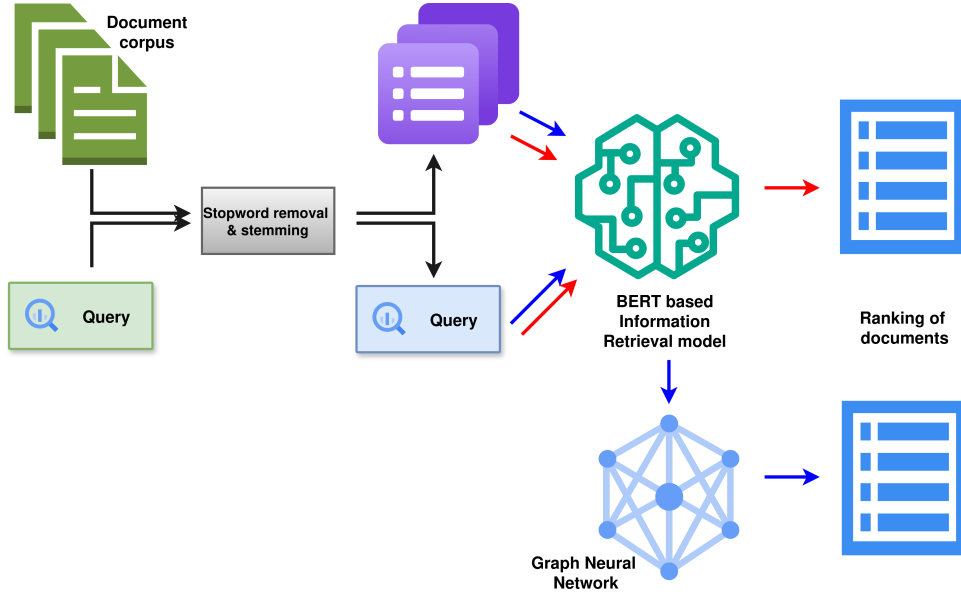 Document
corpus
Stopword removal
& stemming
Query
Query
BERT based
Information
Retrieval model
Ranking of
documents
Graph Neural
Network